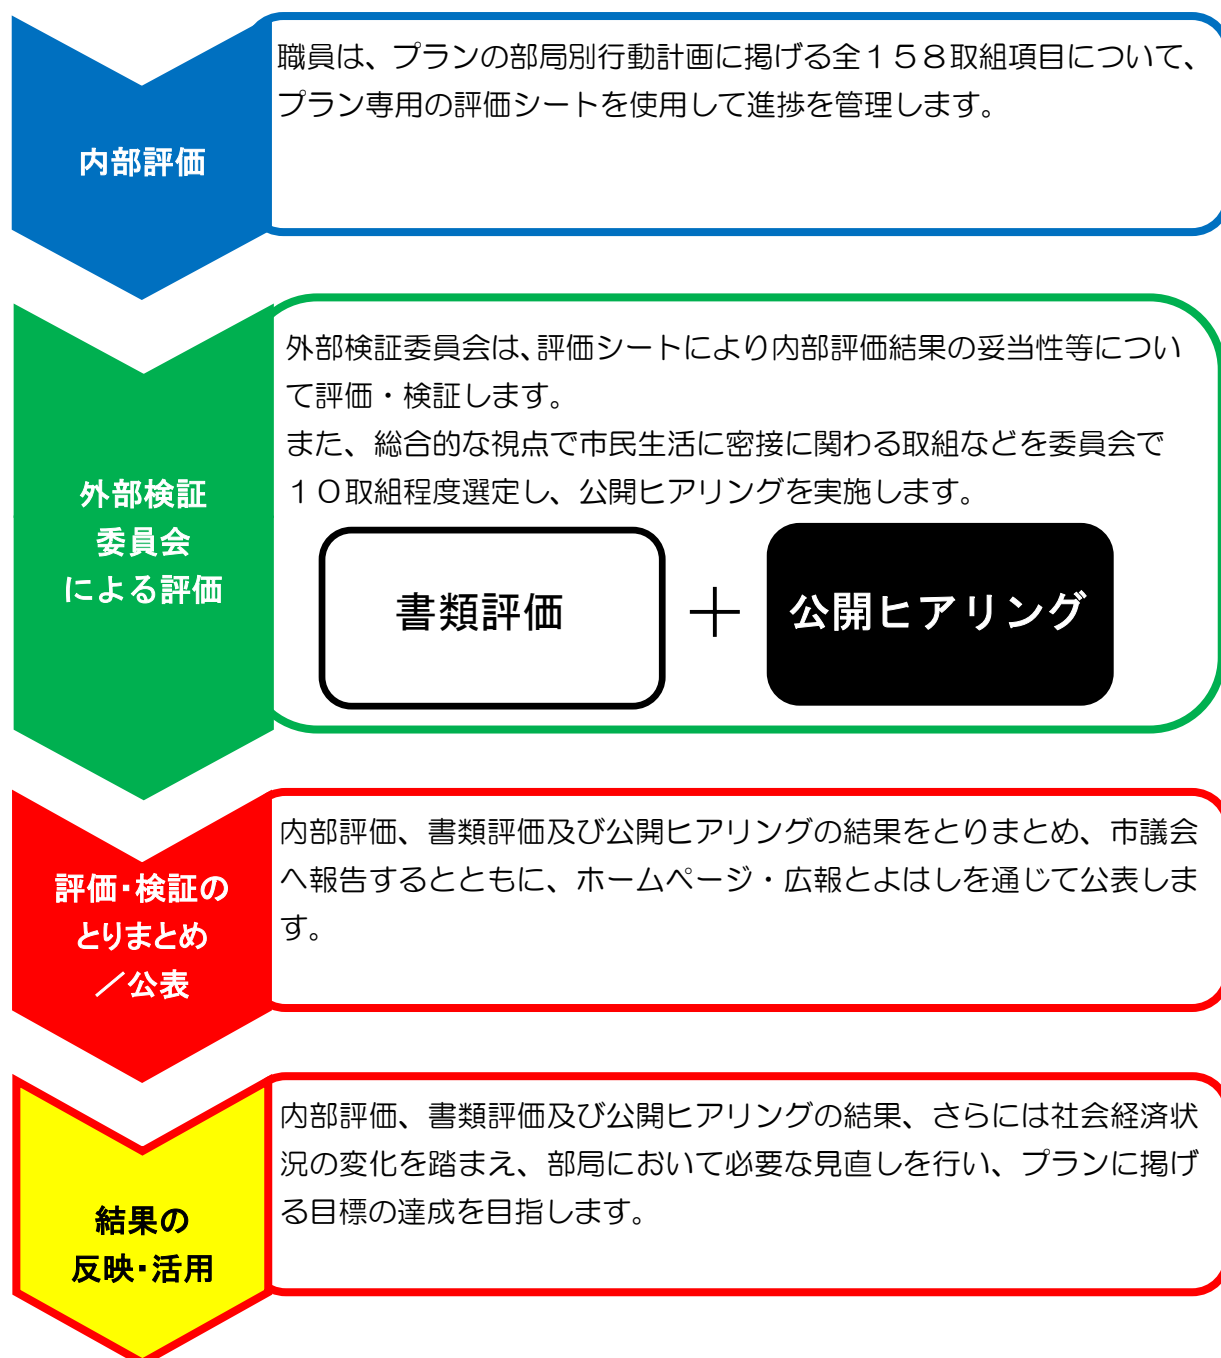 内部評価
職員は、プランの部局別行動計画に掲げる全１５８取組項目について、
プラン専用の評価シートを使用して進捗を管理します。
外部検証
委員会
による評価
外部検証委員会は、評価シートにより内部評価結果の妥当性等につい
て評価・検証します。
また、総合的な視点で市民生活に密接に関わる取組などを委員会で
１０取組程度選定し、公開ヒアリングを実施します。
書類評価
＋
公開ヒアリング
評価・検証の
とりまとめ
／公表
内部評価、書類評価及び公開ヒアリングの結果をとりまとめ、市議会
へ報告するとともに、ホームページ・広報とよはしを通じて公表しま
す。
結果の
反映・活用
内部評価、書類評価及び公開ヒアリングの結果、さらには社会経済状
況の変化を踏まえ、部局において必要な見直しを行い、プランに掲げ
る目標の達成を目指します。